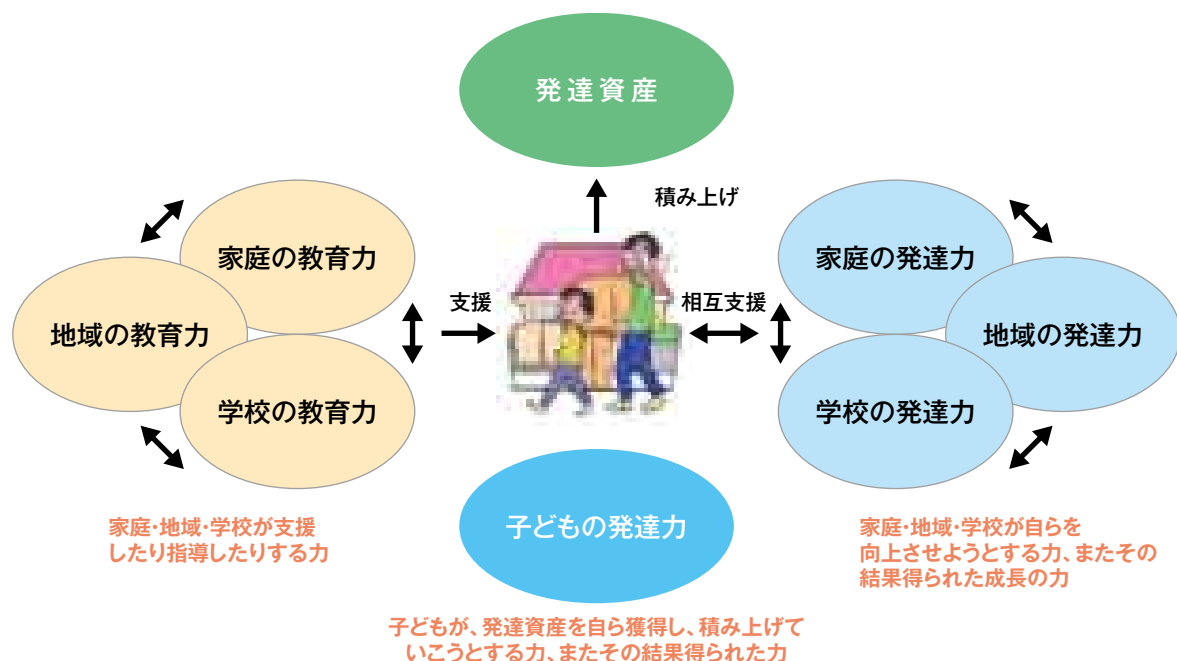 発達資産
積み上げ
家庭の教育力
地域の教育力
学校の教育力
支援
相互支援
家庭の発達力
地域の発達力
学校の発達力
家庭・地域・学校が支援
したり指導したりする力
子どもの発達力
家庭・地域・学校が自らを
向上させようとする力、またその
結果得られた成長の力
子どもが、発達資産を自ら獲得し、積み上げて
いこうとする力、またその結果得られた力